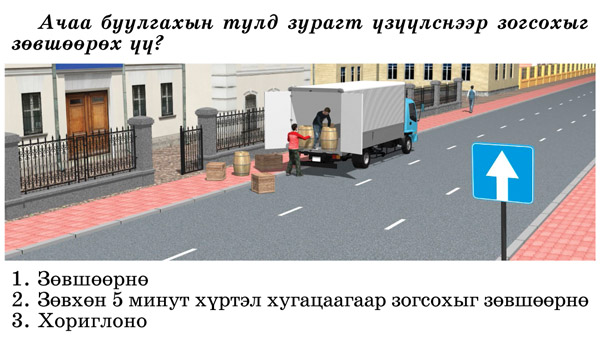 Ачаа буулгахын тулд зурагт үзүүлснээр зогсохыг
зөвшөөрөх үү?
1. Зөвшөөрнө
2. Зөвхөн 5 минут хүртэл хугацаагаар зогсохыг зөвшөөрнө
3. Хориглоно